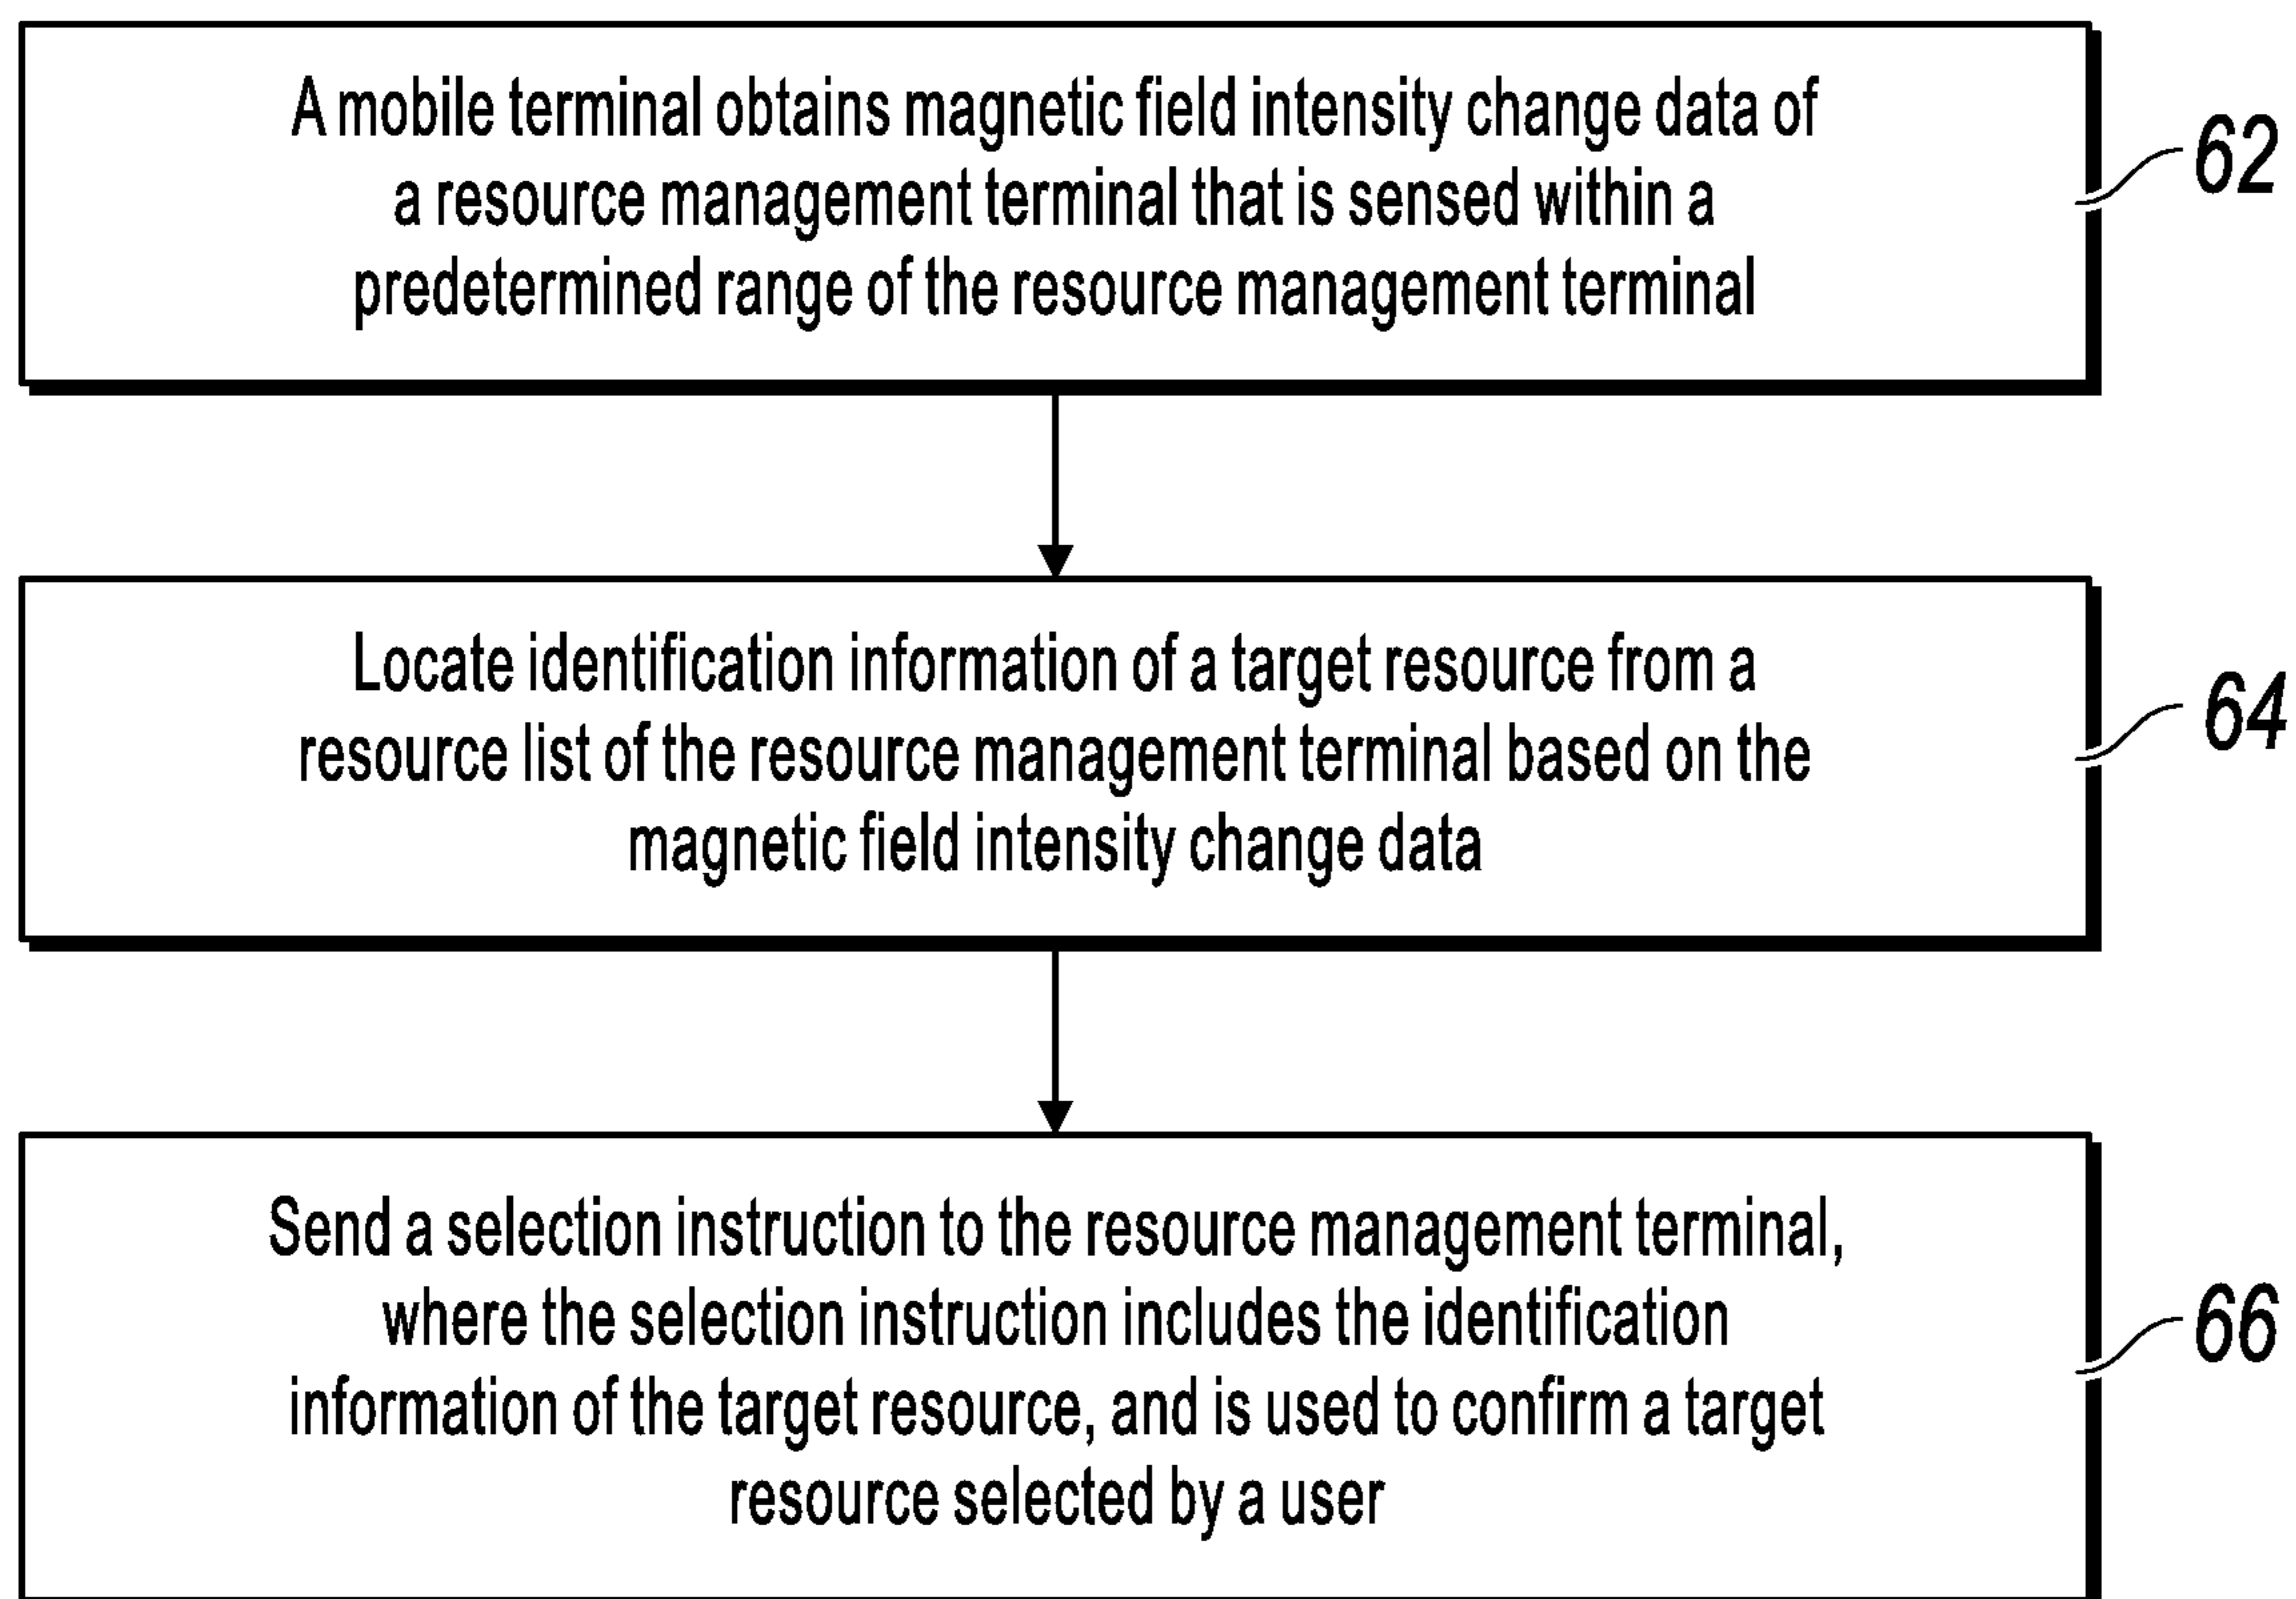 A mobile terminal obtains magnetic field intensity change data of
a resource management terminal that is sensed within a
predetermined range of the resource management terminal
62
Locate identification information of a target resource from a
resource list of the resource management terminal based on the
magnetic field intensity change data
64
Send a selection instruction to the resource management terminal,
where the selection instruction includes the identification
information of the target resource, and is used to confirm a target
resource selected by a user
66